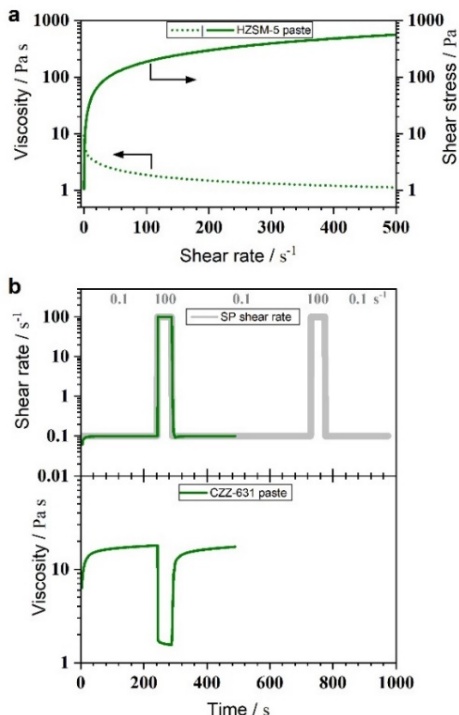 a
HZSM-5 paste
1000
100
10
1
Viscosity / Pa s
1000
100
10
1
Shear stress / Pa
0 100 200 300 400 500
Shear rate / s-1
b
0.1 100 0.1 100 0.1 s-1
SP shear rate
100
10
1
0.1
0.01
Shear rate / s-1
CZZ-631 paste
10
1
Viscosity / Pa s
0 200 400 600 800 1000
Time / s